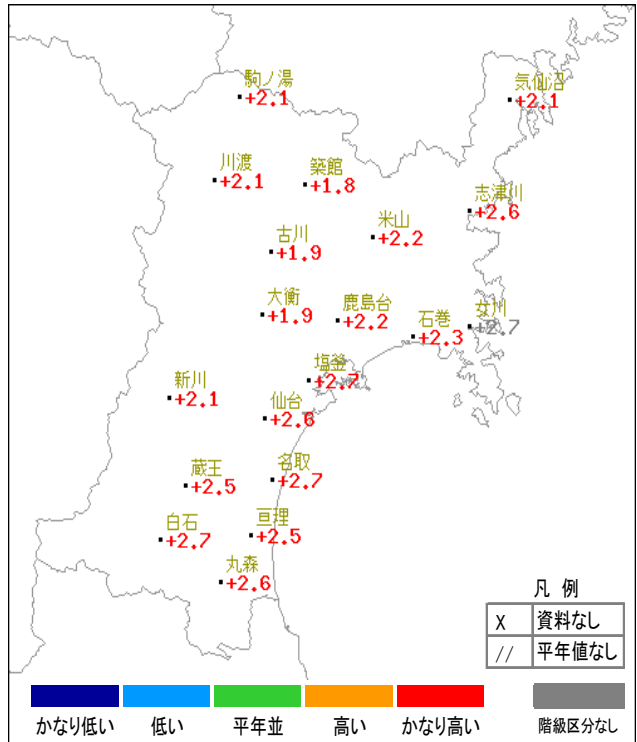 駒ノ湯
+2.1
気仙沼
+2.1
川渡
+2.1
築館
+1.8
志津川
+2.6
米山
+2.2
古川
+1.9
大衡
+1.9
鹿島台
+2.2
石巻
+2.3
女川
+2.7
塩釜
+2.7
新川
+2.1
仙台
+2.6
蔵王
+2.5
名取
+2.7
白石
+2.7
亘理
+2.5
丸森
+2.6
凡 例
X 資料なし
// 平年値なし
かなり低い 低い 平年並 高い かなり高い 階級区分なし